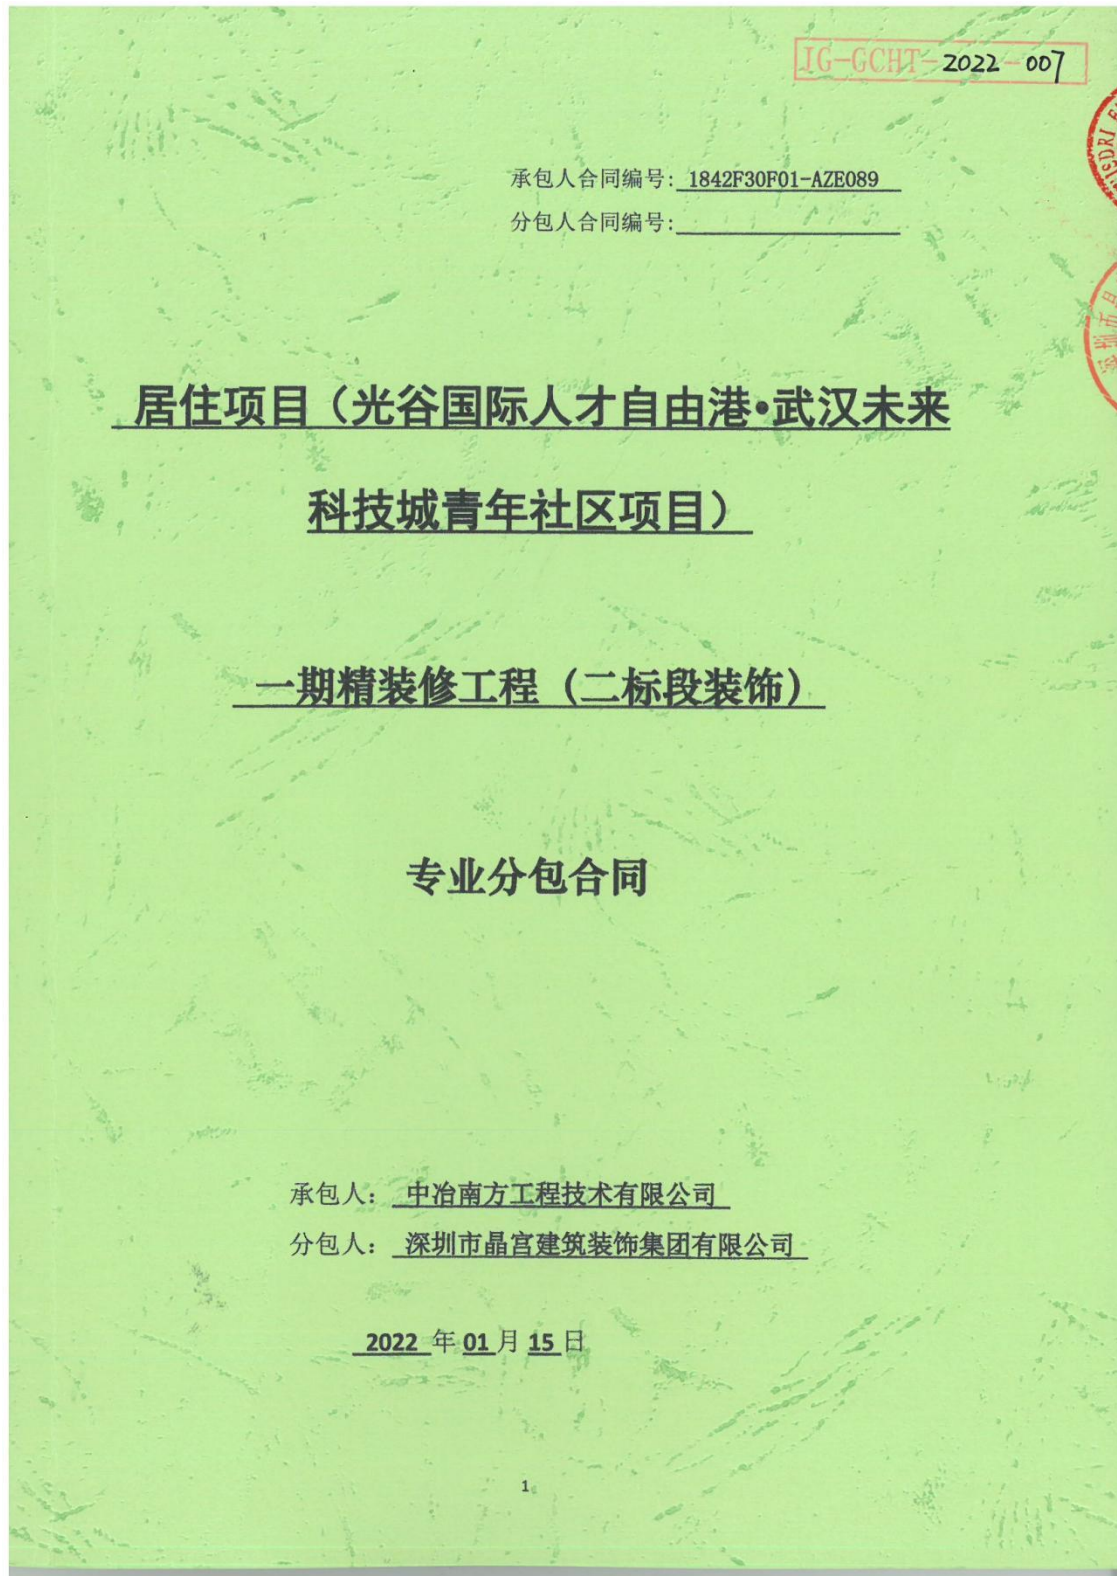 JG-GCHT-2022-007
承包人合同编号: 1842F30F01-AZE089
分包人合同编号:
居住项目（光谷国际人才自由港•武汉未来
科技城青年社区项目）
一期精装修工程（二标段装饰）
专业分包合同
承包人： 中冶南方工程技术有限公司
分包人： 深圳市晶宫建筑装饰集团有限公司
2022 年 01 月 15 日
1